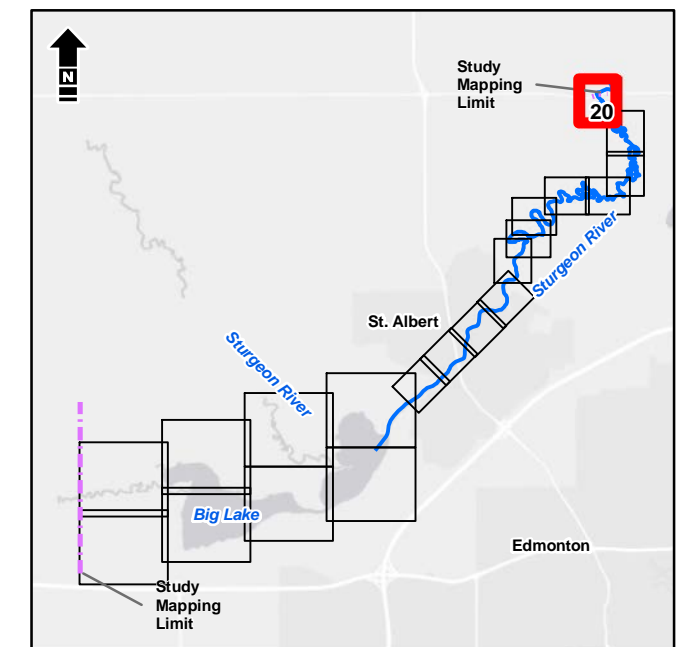 N
Study
Mapping
Limit
20
Sturgeon River
St. Albert
Sturgeon River
Big Lake
Edmonton
Study
Mapping
Limit